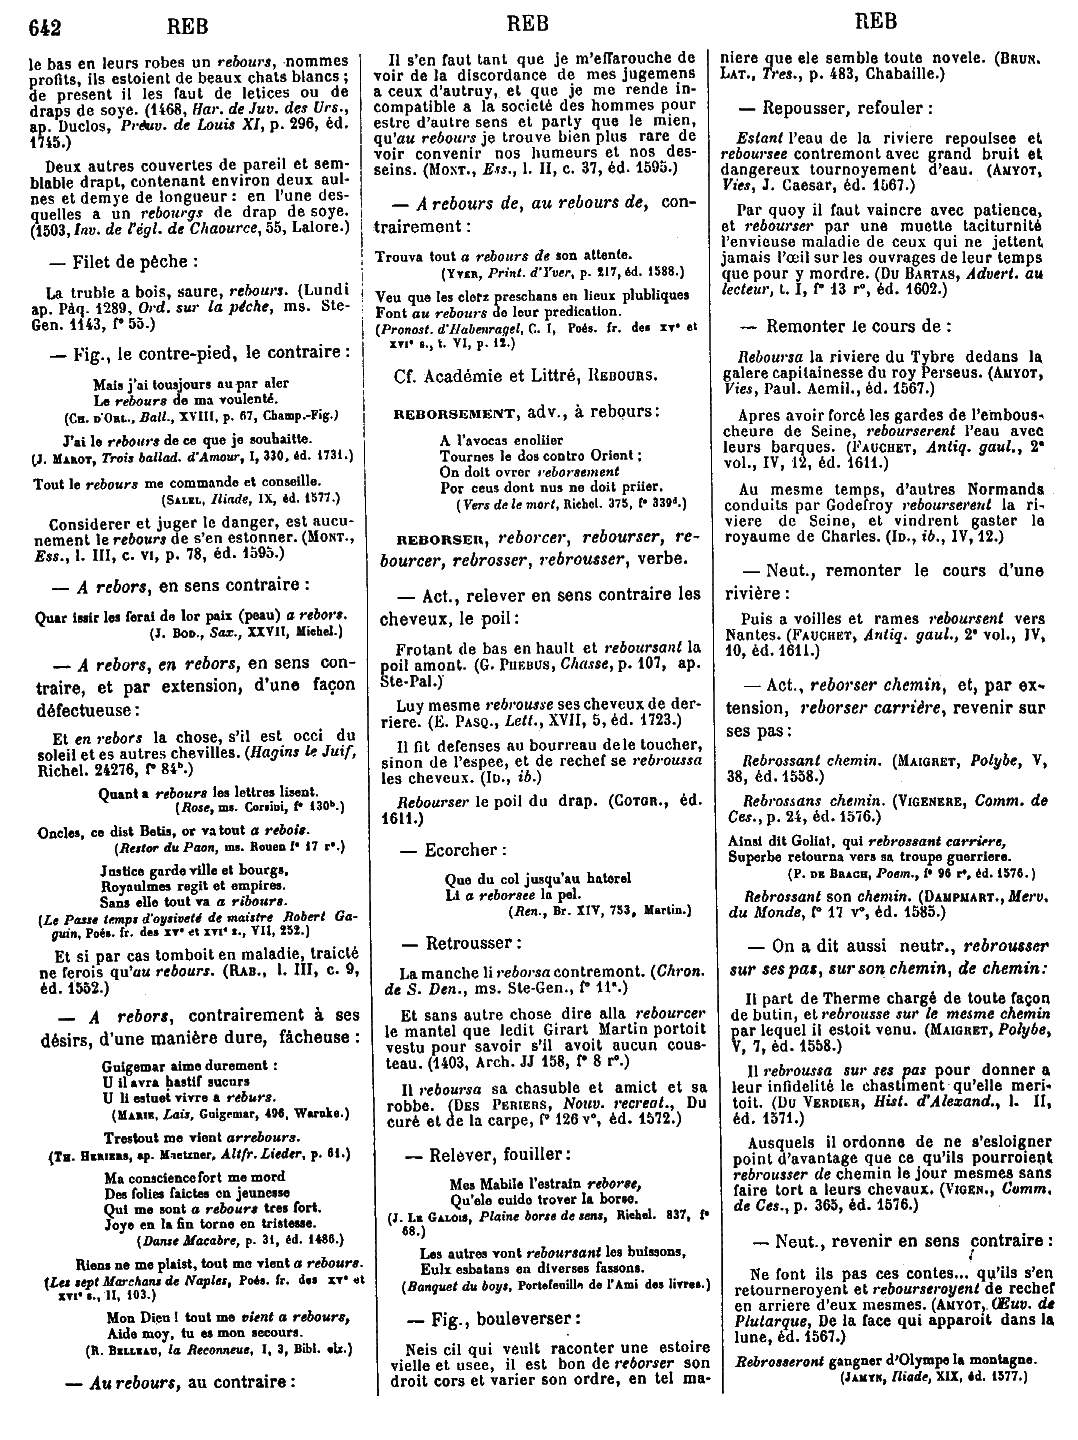 642 REB REB REB
le bas en leurs robes un rebours, nommes
profits, ils estoient de beaux chats blancs ;
de present il les faut de letices ou de
draps de soye. (1468, Har. de Juv. des Urs.,
ap. Duclos, Preuv. de Louis XI, p. 296, éd.
1745.)
Deux autres couvertes de pareil et sem-
blable drapt, contenant environ deux aul-
nes et demye de longueur : en l'une des-
quelles a un rebourgs de drap de soye.
(1503, Inv. de l'égl. de Chaource, 55, Lalore.)
— Filet de pêche :
La truble a bois, saure, rebours. (Lundi
ap. Pâq. 1289, Ord. sur la pêche, ms. Ste-
Gen. 1143, f° 55.)
— Fig., le contre-pied, le contraire :
Mais j'ai tousjours au par aler
Le rebours de ma voulenté.
(CH. D'ORL., Ball., XVIII, p. 67, Champ.-Fig.)
J'ai le rebours de ce que je souhaitte.
(J. MAROT, Trois ballad. d'Amour, I, 330, éd. 1731.)
Tout le rebours me commande et conseille.
(SALEL, Iliade, IX, éd. 1577.)
Considerer et juger le danger, est aucu-
nement le rebours de s'en estonner. (MONT.,
Ess., l. III, c. VI, p. 78, éd. 1595.)
— A rebors, en sens contraire :
Quar issir les ferai de lor paix (peau) a rebors.
(J. BOD., Sax., XXVII, Michel.)
— A rebors, en rebors, en sens con-
traire, et par extension, d'une façon
défectueuse :
Et en rebors la chose, s'il est occi du
soleil et es autres chevilles. (Hagins le Juif,
Richel. 24276, f° 84b.)
Quant a rebours les lettres lisent.
(Rose, ms. Corsini, f° 130b.)
Oncles, ce dist Betis, or va tout a rebois.
(Restor du Paon, ms. Rouen f° 17 r°.)
Justice garde ville et bourgs,
Royaulmes regit et empires.
Sans elle tout va a ribours.
(Le Passe temps d'oysiveté de maistre Robert Ga-
guin, Poés. fr. des XVe et XVIe s., VII, 252.)
Et si par cas tomboit en maladie, traicté
ne ferois qu'au rebours. (RAB., l. III, c. 9,
éd. 1552.)
— A rebors, contrairement à ses
désirs, d'une manière dure, fâcheuse :
Guigemar aime durement :
U il avra hastif sucurs
U li estuet vivre a reburs.
(MARIE, Lais, Guigemar, 496, Warnke.)
Trestout me vient arrebours.
(TH. HERIERS, ap. Maetzner, Altfr. Lieder, p. 61.)
Ma conscience fort me mord
Des folies faictes en jeunesse
Qui me sont a rebours tres fort.
Joye en la fin torne en tristesse.
(Danse Macabre, p. 31, éd. 1486.)
Riens ne me plaist, tout me vient a rebours.
(Les sept Marchans de Naples, Poés. fr. des XVe et
XVIe s., II, 103.)
Mon Dieu ! tout me vient a rebours,
Aide moy, tu es mon secours.
(R. BELLEAU, la Reconneue, I, 3, Bibl. elz.)
— Au rebours, au contraire :
Il s'en faut tant que je m'effarouche de
voir de la discordance de mes jugemens
a ceux d'autruy, et que je me rende in-
compatible a la societé des hommes pour
estre d'autre sens et party que le mien,
qu'au rebours je trouve bien plus rare de
voir convenir nos humeurs et nos des-
seins. (MONT., Ess., l. II, c. 37, éd. 1595.)
— A rebours de, au rebours de, con-
trairement :
Trouva tout a rebours de son attente.
(YVER, Print. d'Yver, p. 217, éd. 1588.)
Veu que les clerz preschans en lieux plubliques
Font au rebours de leur predication.
(Pronost. d'Habenragel, C. I, Poés. fr. des XVe et
XVIe s., t. VI, p. 12.)
Cf. Académie et Littré, REBOURS.
REBORSEMENT, adv., à rebours :
A l'avocas enoliier
Tournes le dos contro Orient ;
On doit ovrer reborsement
Por ceus dont nus ne doit priier.
(Vers de le mort, Richel. 375, f° 339d.)
REBORSER, reborcer, rebourser, re-
bourcer, rebrosser, rebrousser, verbe.
— Act., relever en sens contraire les
cheveux, le poil :
Frotant de bas en hault et reboursant la
poil amont. (G. PHEBUS, Chasse, p. 107, ap.
Ste-Pal.)
Luy mesme rebrousse ses cheveux de der-
riere. (E. PASQ., Lett., XVII, 5, éd. 1723.)
Il fit defenses au bourreau de le toucher,
sinon de l'espee, et de rechef se rebroussa
les cheveux. (ID., ib.)
Rebourser le poil du drap. (COTGR., éd.
1611.)
— Ecorcher :
Que du col jusqu'au haterel
Li a reborsee la pel.
(Ren., Br. XIV, 753, Martin.)
— Retrousser :
La manche li reborsa contremont. (Chron.
de S. Den., ms. Ste-Gen., f° 11a.)
Et sans autre chose dire alla rebourcer
le mantel que ledit Girart Martin portoit
vestu pour savoir s'il avoit aucun cous-
teau. (1403, Arch. JJ 158, f° 8 r°.)
Il reboursa sa chasuble et amict et sa
robbe. (DES PERIERS, Nouv. recreat., Du
curé et de la carpe, f° 126 v°, éd. 1572.)
— Relever, fouiller :
Mes Mabile l'estrain reborse,
Qu'ele cuide trover la borse.
(J. LE GALOIS, Plaine borse de sens, Richel. 837, f°
68.)
Les autres vont reboursant les buissons,
Eulx esbatans en diverses fassons.
(Banquet du boys, Portefeuille de l'Ami des livres.)
— Fig., bouleverser :
Neis cil qui veult raconter une estoire
vielle et usee, il est bon de reborser son
droit cors et varier son ordre, en tel ma-
niere que ele semble toute novele. (BRUN.
LAT., Tres., p. 483, Chabaille.)
— Repousser, refouler :
Estant l'eau de la riviere repoulsee et
reboursee contremont avec grand bruit et
dangereux tournoyement d'eau. (AMYOT,
Vies, J. Caesar, éd. 1567.)
Par quoy il faut vaincre avec patience,
et rebourser par une muette taciturnité
l'envieuse maladie de ceux qui ne jettent
jamais l'œil sur les ouvrages de leur temps
que pour y mordre. (DU BARTAS, Advert. au
lecteur, t. I, f° 13 r°, éd. 1602.)
— Remonter le cours de :
Reboursa la riviere du Tybre dedans la
galere capitainesse du roy Perseus. (AMYOT,
Vies, Paul. Aemil., éd. 1567.)
Apres avoir forcé les gardes de l'embous-
cheure de Seine, rebourserent l'eau avec
leurs barques. (FAUCHET, Antiq. gaul., 2e
vol., IV, 12, éd. 1611.)
Au mesme temps, d'autres Normands
conduits par Godefroy rebourserent la ri-
viere de Seine, et vindrent gaster le
royaume de Charles. (ID., ib., IV, 12.)
— Neut., remonter le cours d'une
rivière :
Puis a voilles et rames reboursent vers
Nantes. (FAUCHET, Antiq. gaul., 2e vol., IV,
10, éd. 1611.)
— Act., reborser chemin, et, par ex-
tension, reborser carrière, revenir sur
ses pas :
Rebrossant chemin. (MAIGRET, Polybe, V,
38, éd. 1558.)
Rebrossans chemin. (VIGENERE, Comm. de
Ces., p. 24, éd. 1576.)
Ainsi dit Goliat, qui rebrossant carriere,
Superbe retourna vers sa troupe guerriere.
(P. DE BRACH, Poem., f° 96 r°, éd. 1576.)
Rebrossant son chemin. (DAMPMART., Merv.
du Monde, f° 17 v°, éd. 1585.)
— On a dit aussi neutr., rebrousser
sur ses pas, sur son chemin, de chemin :
Il part de Therme chargé de toute façon
de butin, et rebrousse sur le mesme chemin
par lequel il estoit venu. (MAIGRET, Polybe,
V, 7, éd. 1558.)
Il rebroussa sur ses pas pour donner a
leur infidelité le chastiment qu'elle meri-
toit. (DU VERDIER, Hist. d'Alexand., l. II,
éd. 1571.)
Ausquels il ordonne de ne s'esloigner
point d'avantage que ce qu'ils pourroient
rebrousser de chemin le jour mesmes sans
faire tort a leurs chevaux. (VIGEN., Comm.
de Ces., p. 365, éd. 1576.)
— Neut., revenir en sens contraire :
Ne font ils pas ces contes... qu'ils s'en
retourneroyent et rebourseroyent de rechef
en arriere d'eux mesmes. (AMYOT, Œuv. de
Plutarque, De la face qui apparoit dans la
lune, éd. 1567.)
Rebrosseront gangner d'Olympe la montagne.
(JAMYN, Iliade, XIX, éd. 1577.)